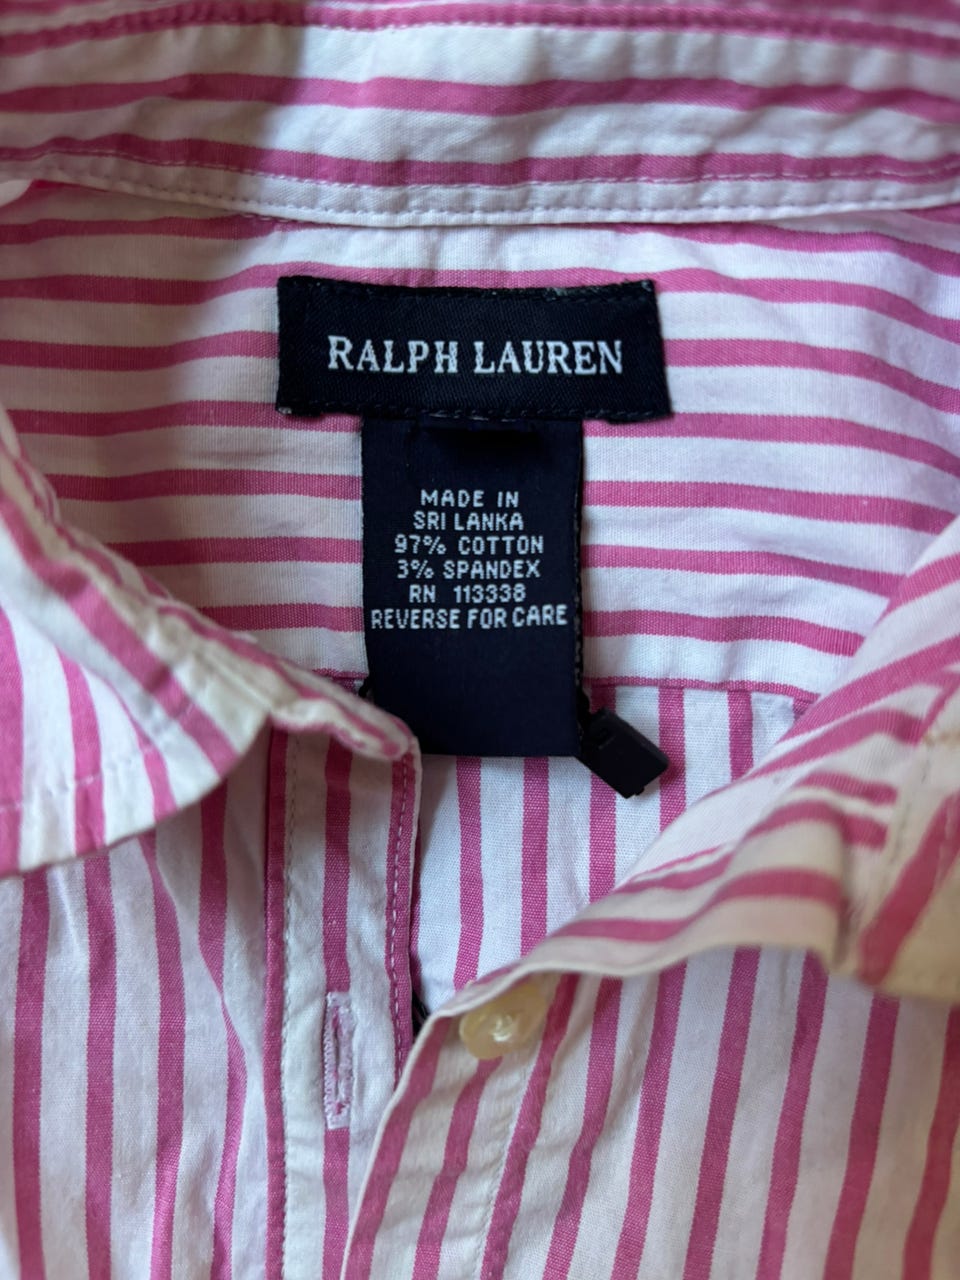 RALPH LAUREN
MADE IN
SRI LANKA
97% COTTON
3% SPANDEX
RN 113338
REVERSE FOR CARE